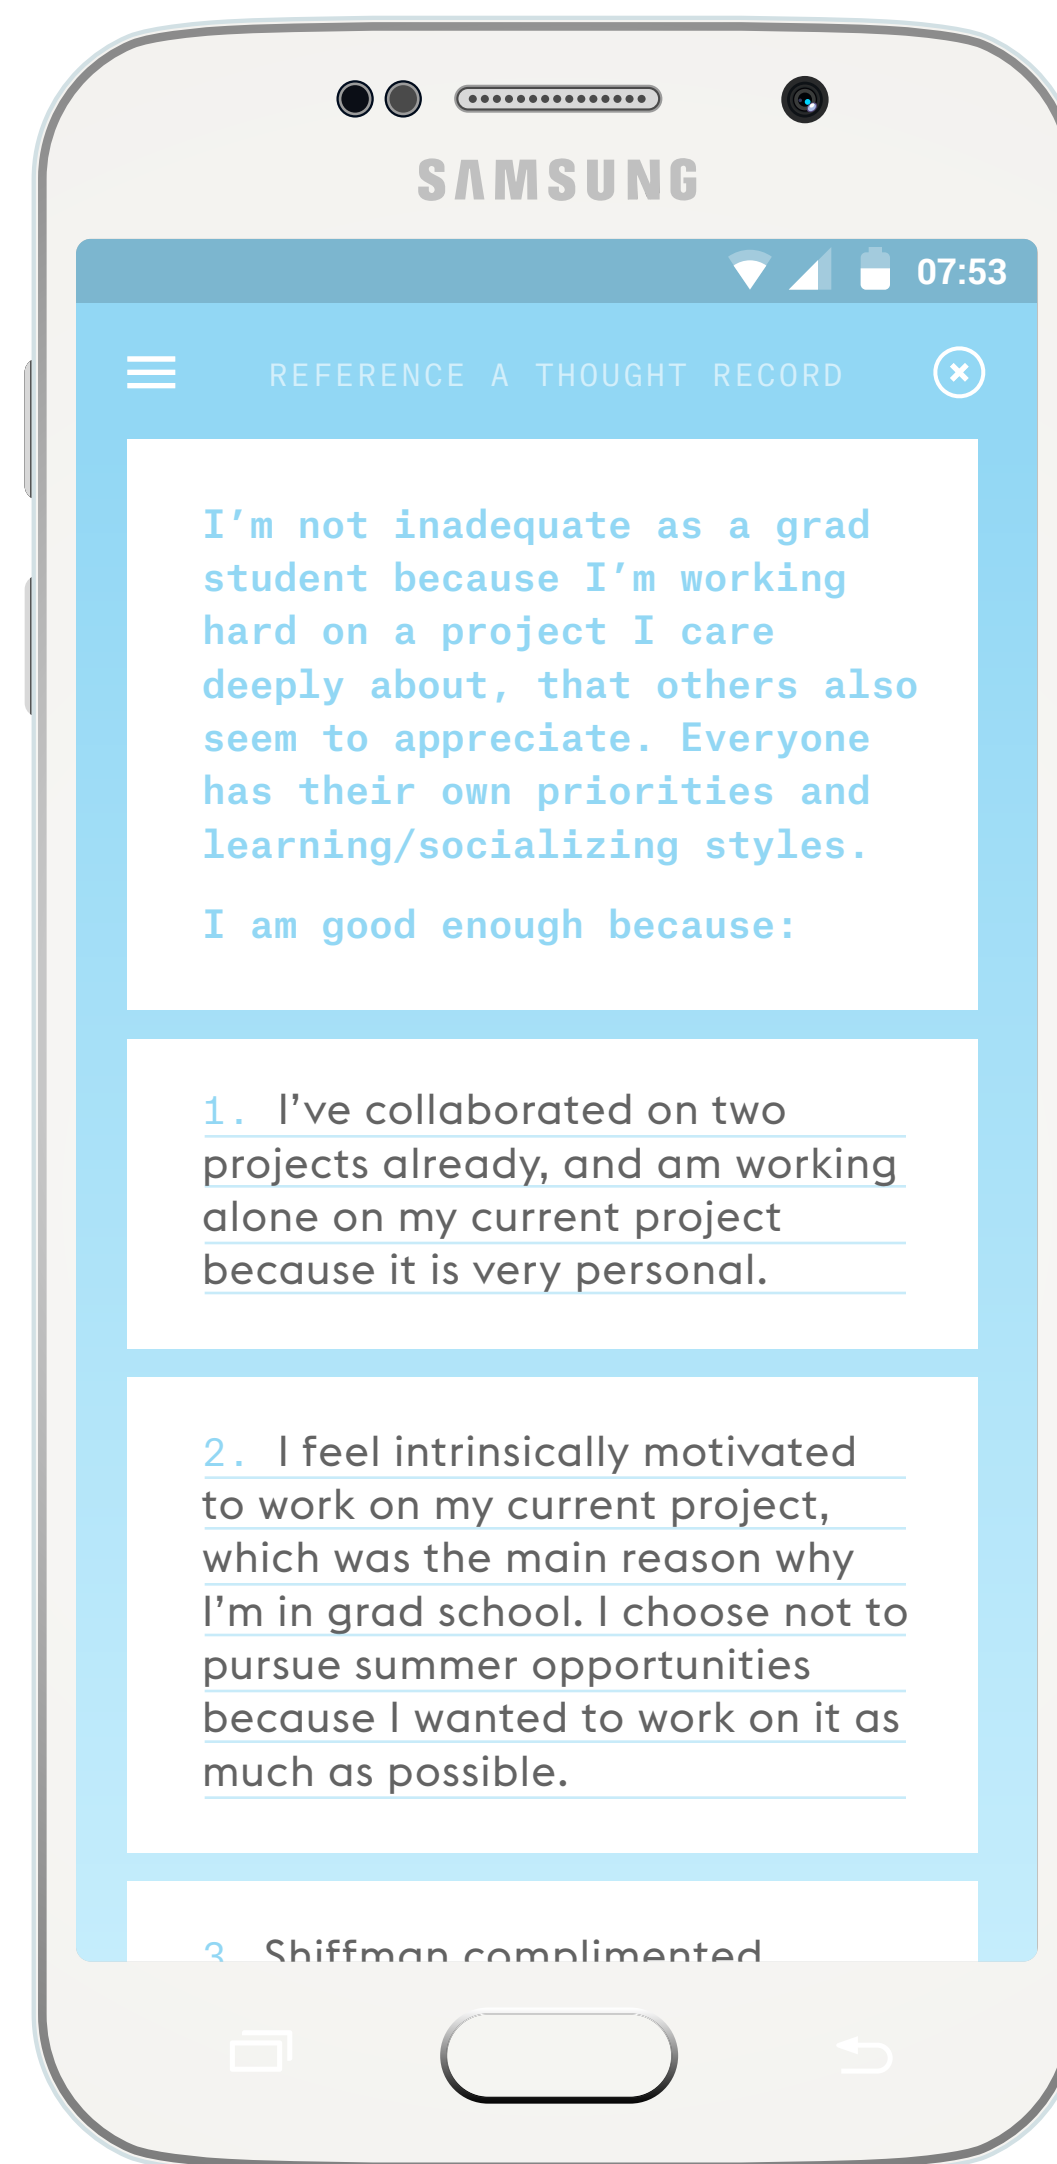 SAMSUNG
07:53
REFERENCE A THOUGHT RECORD
I’m not inadequate as a grad
student because I’m working
hard on a project I care
deeply about, that others also
seem to appreciate. Everyone
has their own priorities and
learning/socializing styles.
I am good enough because:
1. I’ve collaborated on two
projects already, and am working
alone on my current project
because it is very personal.
2. I feel intrinsically motivated
to work on my current project,
which was the main reason why
I’m in grad school. I choose not to
pursue summer opportunities
because I wanted to work on it as
much as possible.
3 Shiffman complimented